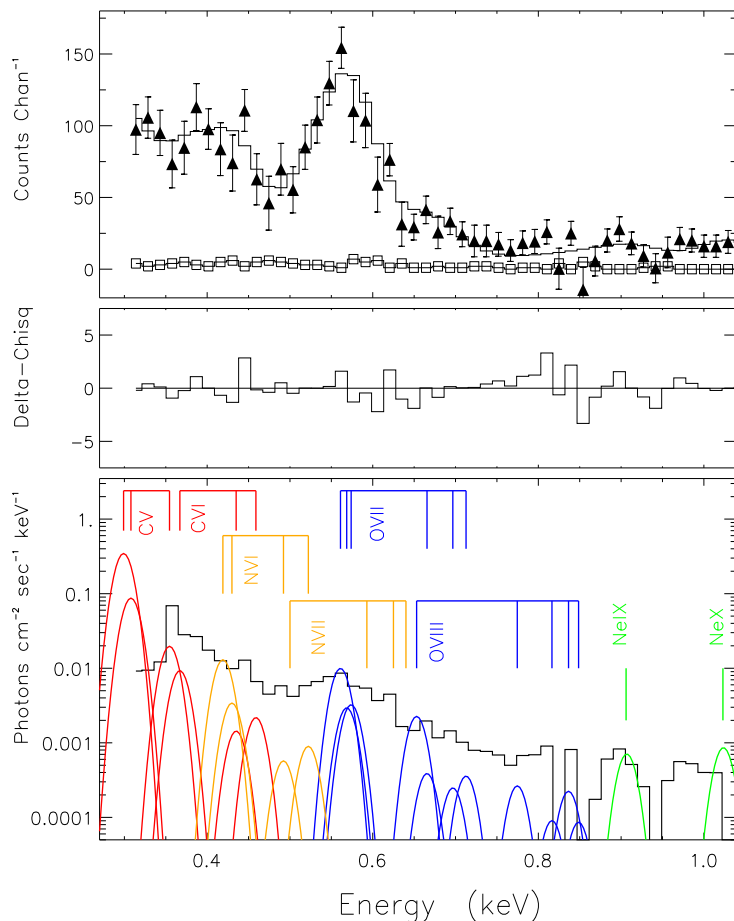 150
100
50
0
Counts Chan⁻¹
5
0
−5
Delta−Chisq
CV
CVI
OVII
NVI
NVII
OVIII
NeIX
NeX
1.
0.1
0.01
0.001
0.0001
Photons cm⁻² sec⁻¹ keV⁻¹
0.4 0.6 0.8 1.0
Energy (keV)